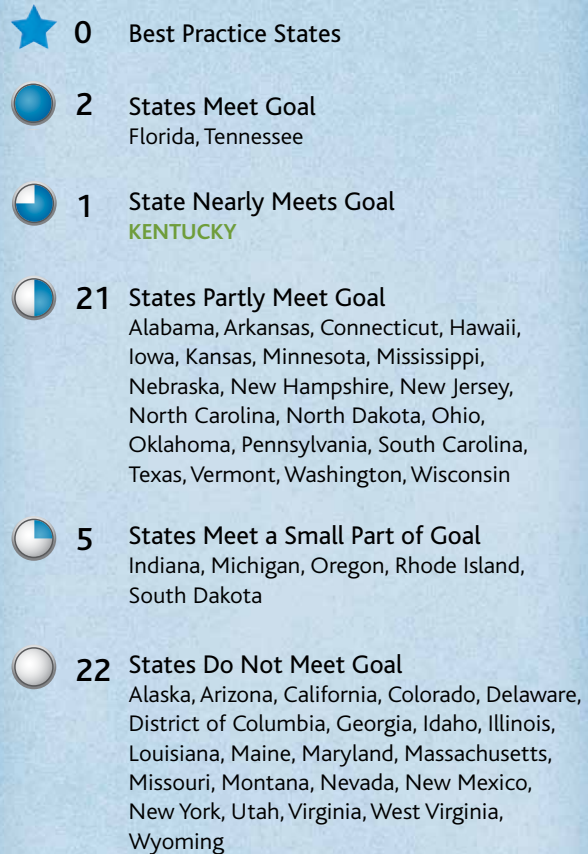 0 Best Practice States
2 States Meet Goal
Florida, Tennessee
1 State Nearly Meets Goal
KENTUCKY
21 States Partly Meet Goal
Alabama, Arkansas, Connecticut, Hawaii,
Iowa, Kansas, Minnesota, Mississippi,
Nebraska, New Hampshire, New Jersey,
North Carolina, North Dakota, Ohio,
Oklahoma, Pennsylvania, South Carolina,
Texas, Vermont, Washington, Wisconsin
5 States Meet a Small Part of Goal
Indiana, Michigan, Oregon, Rhode Island,
South Dakota
22 States Do Not Meet Goal
Alaska, Arizona, California, Colorado, Delaware,
District of Columbia, Georgia, Idaho, Illinois,
Louisiana, Maine, Maryland, Massachusetts,
Missouri, Montana, Nevada, New Mexico,
New York, Utah, Virginia, West Virginia,
Wyoming